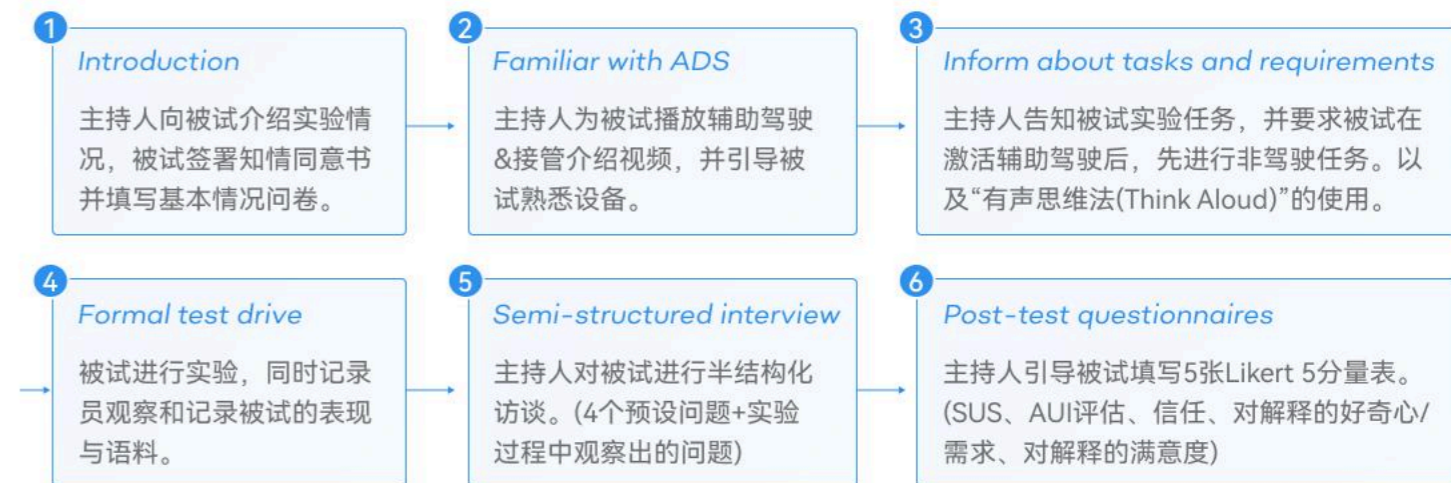 1
Introduction
主持人向被试介绍实验情
况，被试签署知情同意书
并填写基本情况问卷。
2
Familiar with ADS
主持人为被试播放辅助驾驶
&接管介绍视频，并引导被
试熟悉设备。
3
Inform about tasks and requirements
主持人告知被试实验任务，并要求被试在
激活辅助驾驶后，先进行非驾驶任务。以
及“有声思维法(Think Aloud)”的使用。
4
Formal test drive
被试进行实验，同时记录
员观察和记录被试的表现
与语料。
5
Semi-structured interview
主持人对被试进行半结构化
访谈。(4个预设问题+实验
过程中观察出的问题)
6
Post-test questionnaires
主持人引导被试填写5张Likert 5分量表。
(SUS、AUI评估、信任、对解释的好奇心/
需求、对解释的满意度)